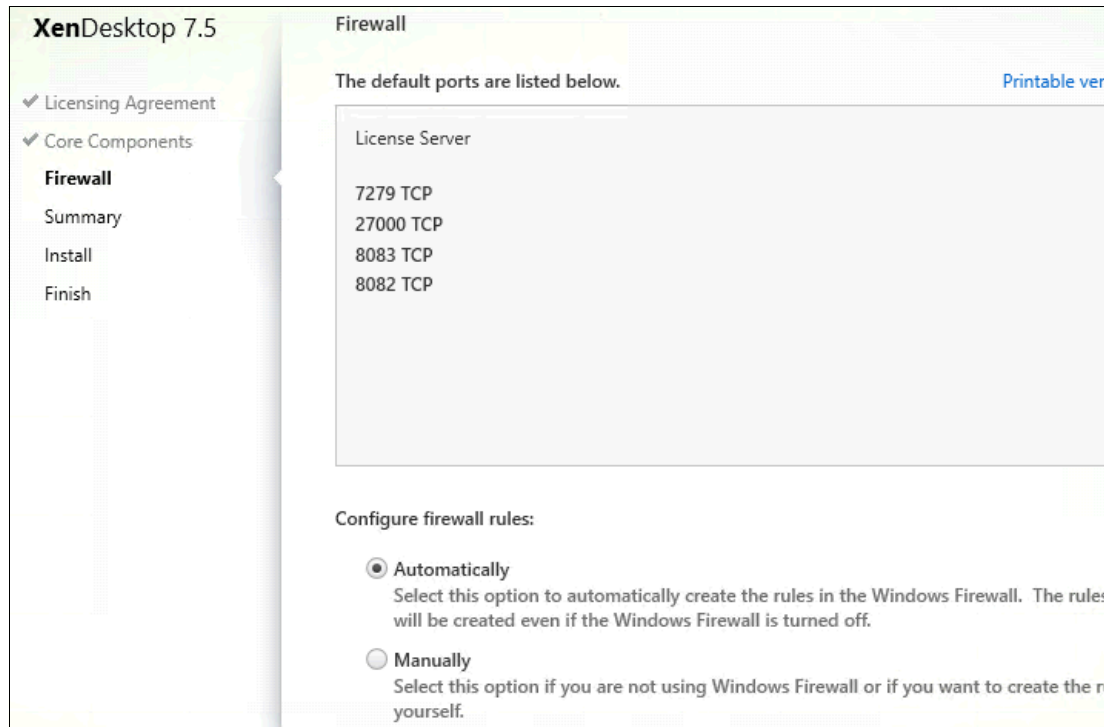 XenDesktop 7.5
Licensing Agreement
Core Components
Firewall
Summary
Install
Finish
Firewall
The default ports are listed below.
Printable ver
License Server
7279 TCP
27000 TCP
8083 TCP
8082 TCP
Configure firewall rules:
Automatically
Select this option to automatically create the rules in the Windows Firewall. The rules
will be created even if the Windows Firewall is turned off.
Manually
Select this option if you are not using Windows Firewall or if you want to create the r
yourself.